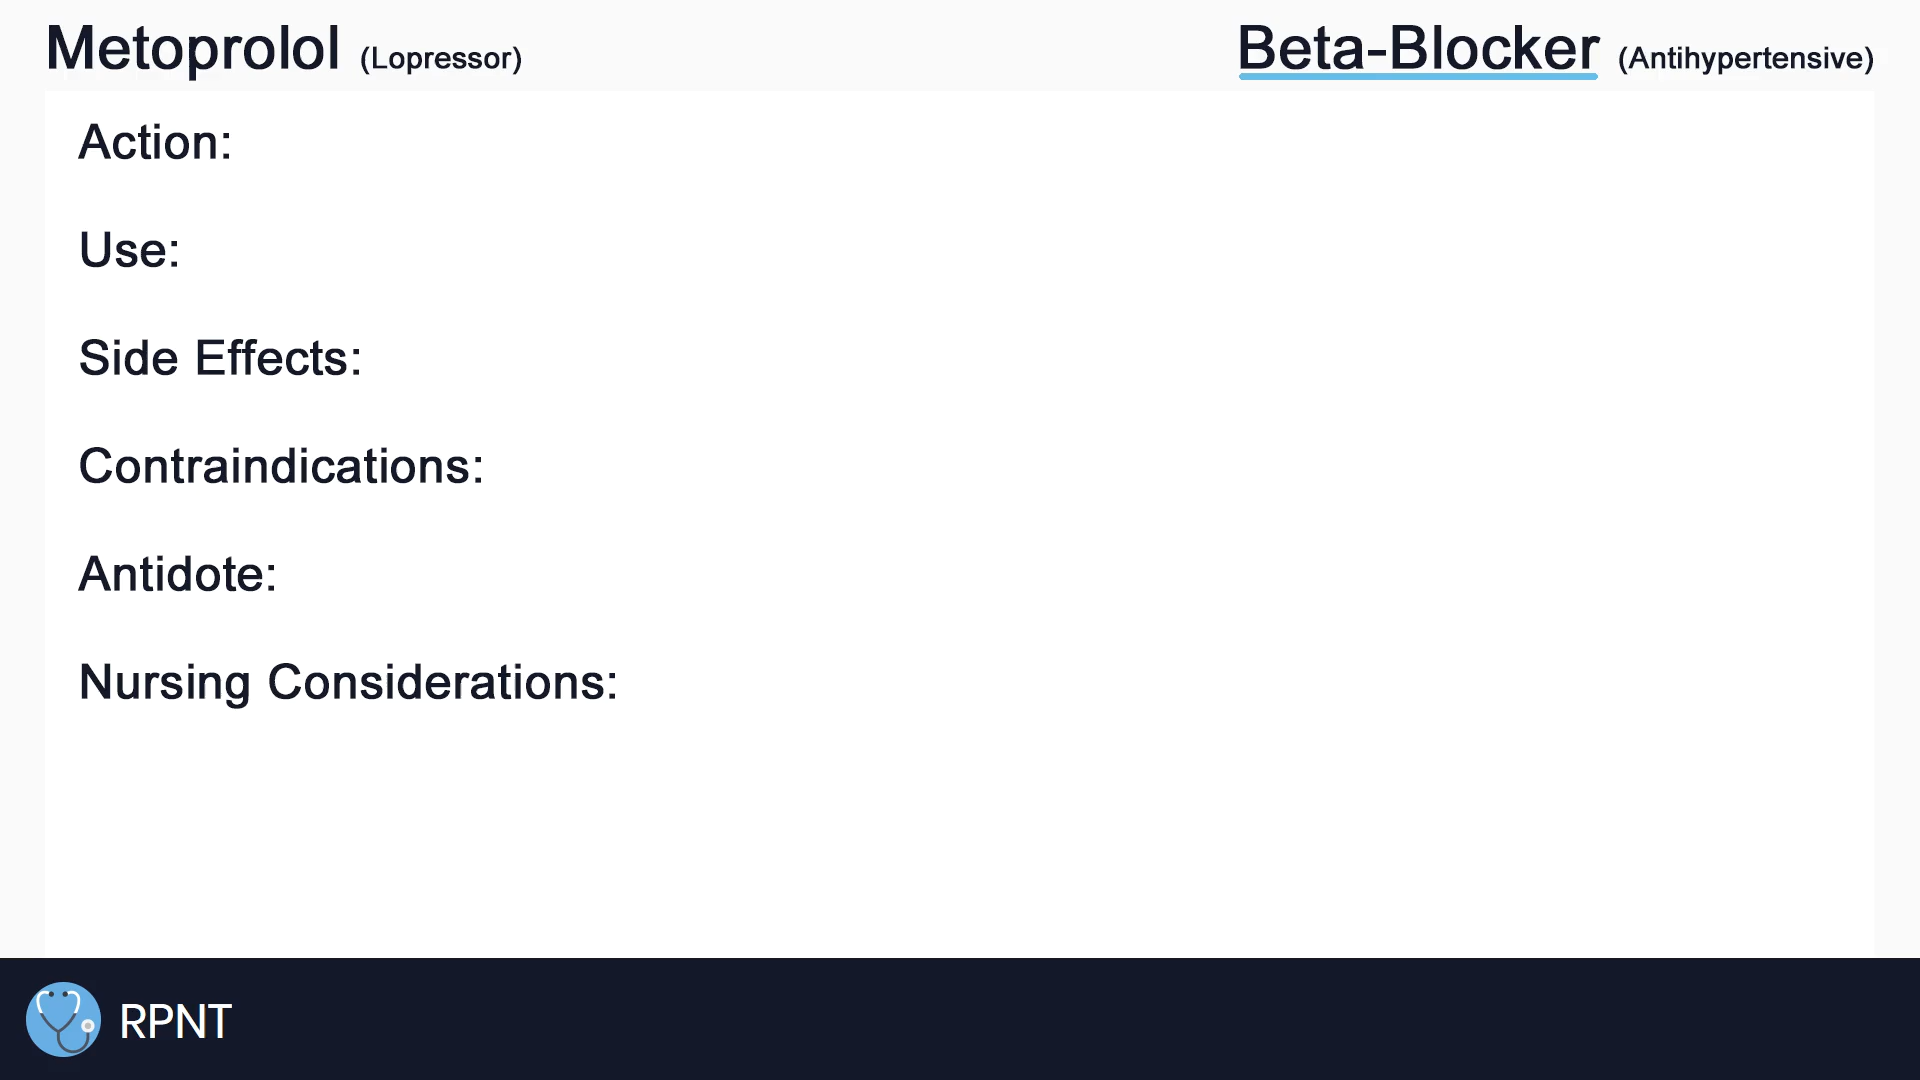 Metoprolol (Lopressor)
Beta-Blocker (Antihypertensive)
Action:
Use:
Side Effects:
Contraindications:
Antidote:
Nursing Considerations:
RPNT